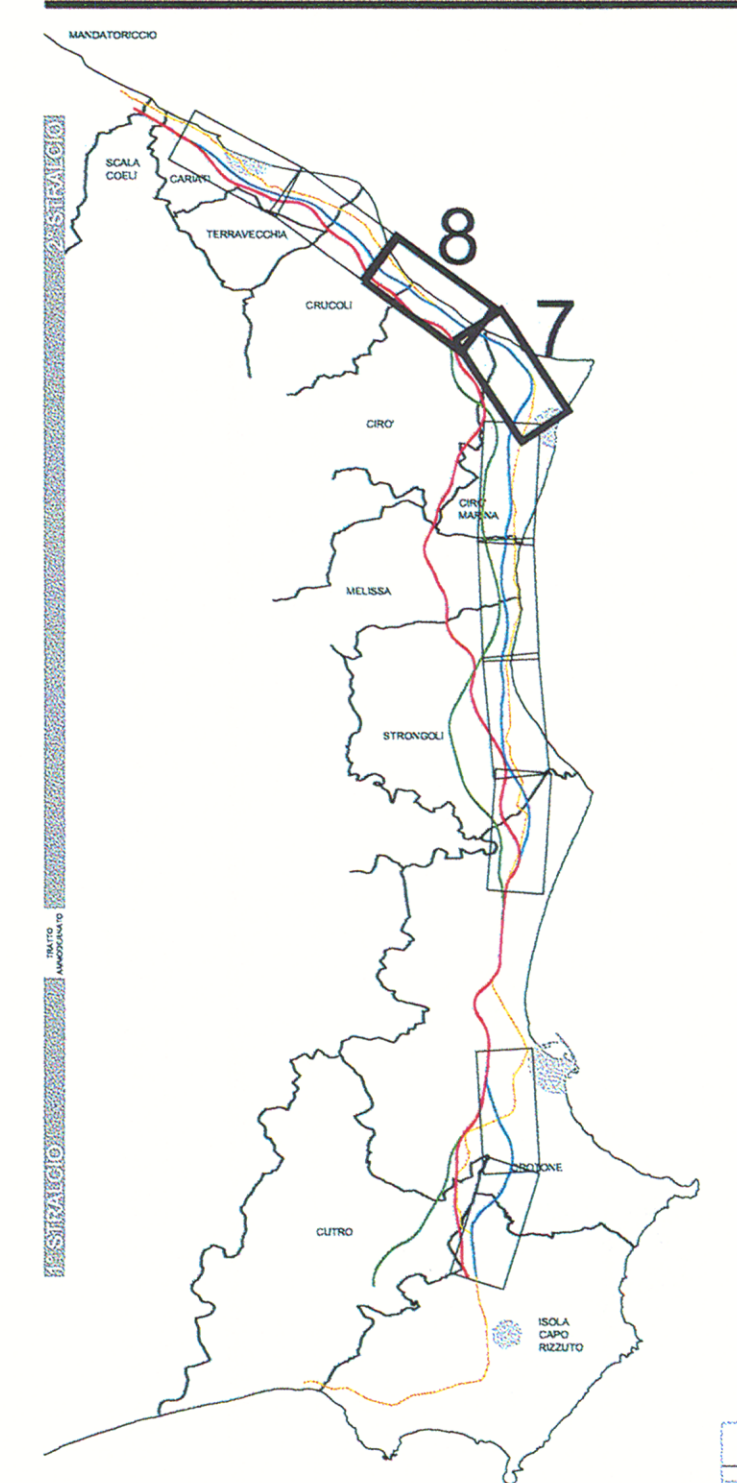 MANDATORICCIO
2° STRALCIO
SCALA
COELI
CARIATI
TERRAVECCHIA
8
CRUCOLI
7
CIRO'
CIRO'
MARINA
MELISSA
STRONGOLI
TRATTO
AMMODERNATO
1° STRALCIO
CROTONE
CUTRO
ISOLA
CAPO
RIZZUTO